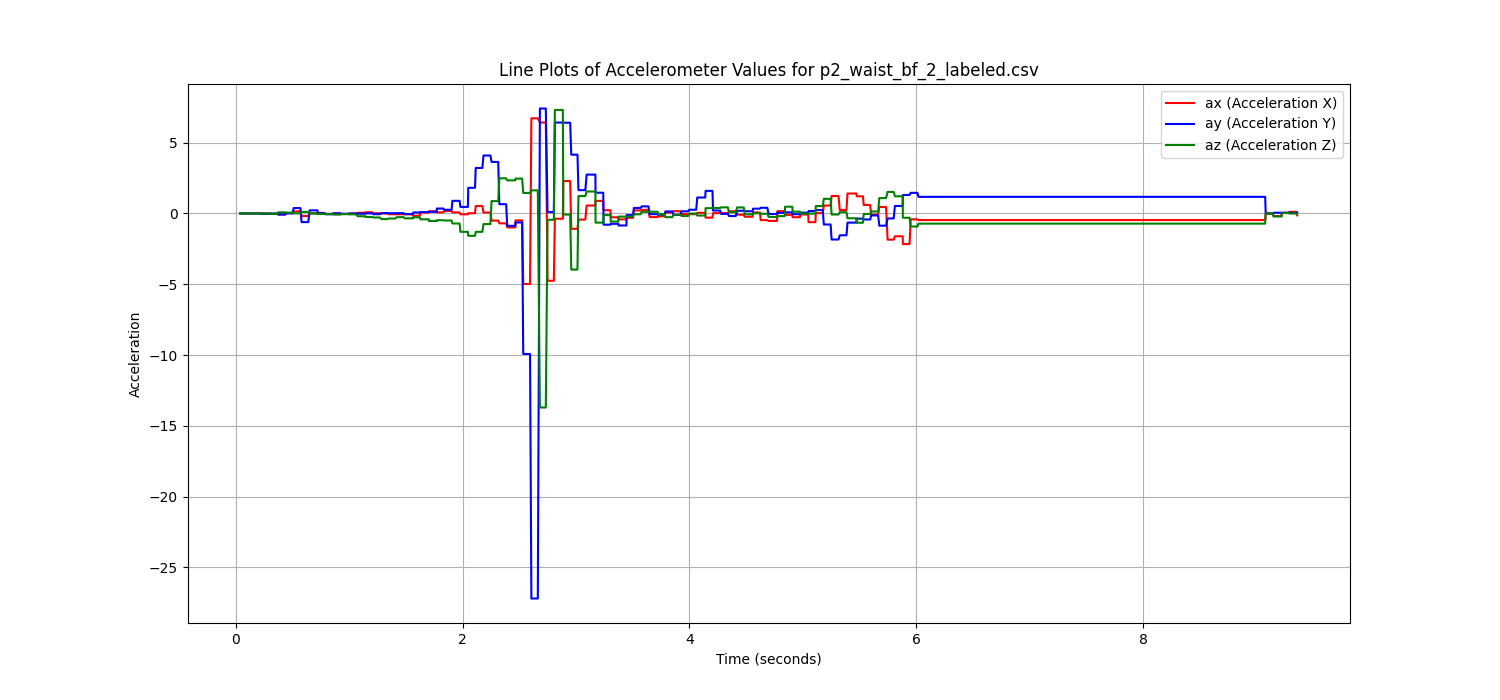 Line Plots of Accelerometer Values for p2_waist_bf_2_labeled.csv
ax (Acceleration X)
ay (Acceleration Y)
az (Acceleration Z)
5
0
−5
−10
−15
−20
−25
Acceleration
0 2 4 6 8
Time (seconds)